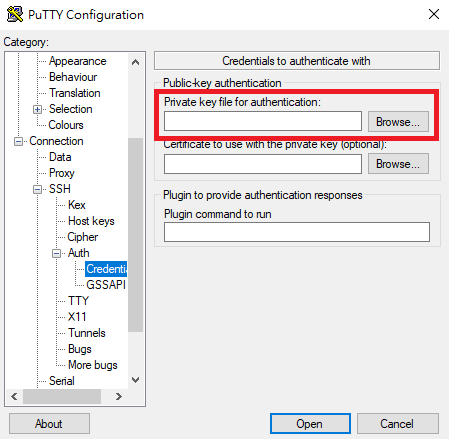 PuTTY Configuration
Category:
Appearance
Behaviour
Translation
Selection
Colours
Connection
Data
Proxy
SSH
Kex
Host keys
Cipher
Auth
Credenti
GSSAPI
TTY
X11
Tunnels
Bugs
More bugs
Serial
Credentials to authenticate with
Public-key authentication
Private key file for authentication:
Browse...
Certificate to use with the private key (optional):
Browse...
Plugin to provide authentication responses
Plugin command to run
About
Open
Cancel